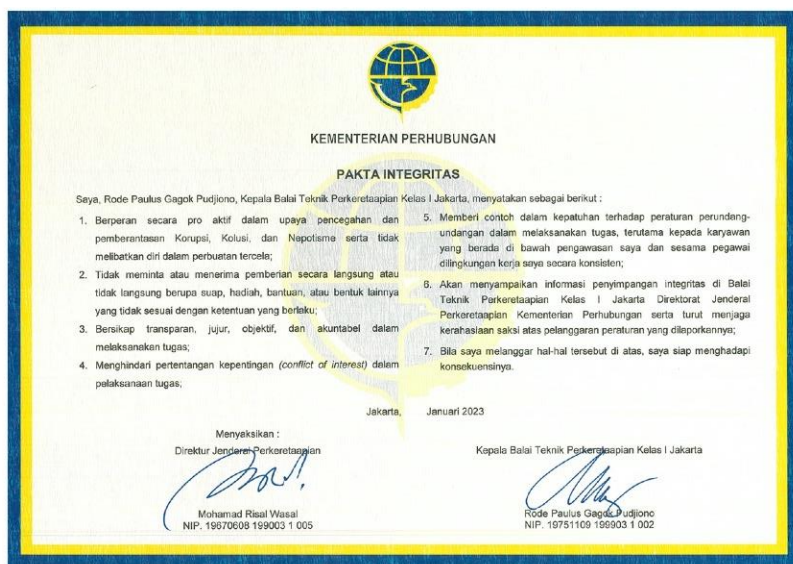 KEMENTERIAN PERHUBUNGAN
PAKTA INTEGRITAS
Saya, Rode Paulus Gagok Pudjiono, Kepala Balai Teknik Perkeretaapian Kelas I Jakarta, menyatakan sebagai berikut :
1. Berperan secara pro aktif dalam upaya pencegahan dan
pemberantasan Korupsi, Kolusi, dan Nepotisme serta tidak
melibatkan diri dalam perbuatan tercela;
2. Tidak meminta atau menerima pemberian secara langsung atau
tidak langsung berupa suap, hadiah, bantuan, atau bentuk lainnya
yang tidak sesuai dengan ketentuan yang berlaku;
3. Bersikap transparan, jujur, objektif, dan akuntabel dalam
melaksanakan tugas;
4. Menghindari pertentangan kepentingan (conflict of interest) dalam
pelaksanaan tugas;
5. Memberi contoh dalam kepatuhan terhadap peraturan perundang-
undangan dalam melaksanakan tugas, terutama kepada karyawan
yang berada di bawah pengawasan saya dan sesama pegawai
dilingkungan kerja saya secara konsisten;
6. Akan menyampaikan informasi penyimpangan integritas di Balai
Teknik Perkeretaapian Kelas I Jakarta Direktorat Jenderal
Perkeretaapian Kementerian Perhubungan serta turut menjaga
kerahasiaan saksi atas pelanggaran peraturan yang dilaporkannya;
7. Bila saya melanggar hal-hal tersebut di atas, saya siap menghadapi
konsekuensinya.
Jakarta, Januari 2023
Menyaksikan :
Direktur Jenderal Perkeretaapian
Mohamad Risal Wasal
NIP. 19670608 199003 1 005
Kepala Balai Teknik Perkeretaapian Kelas I Jakarta
Rode Paulus Gagok Pudjiono
NIP. 19751109 199903 1 002